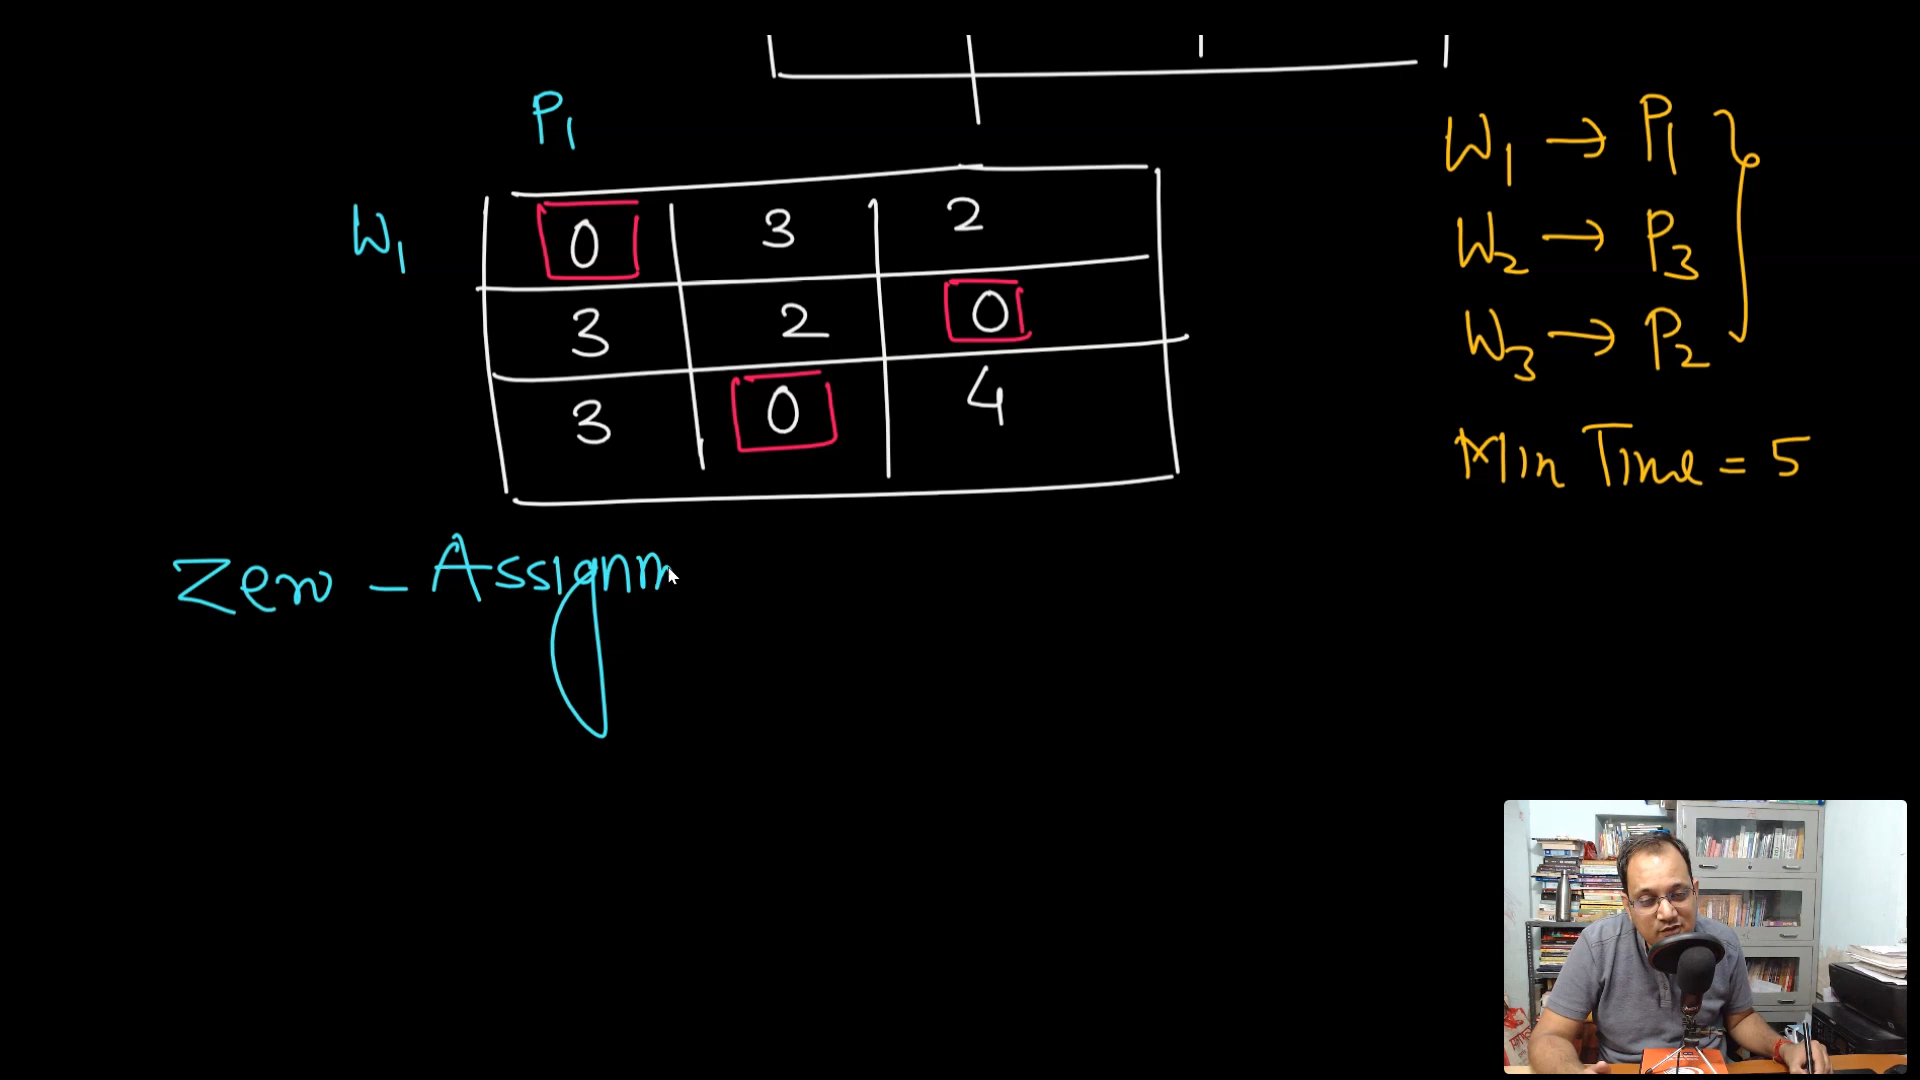 P1
W1
0 3 2
3 2 0
3 0 4
W1 → P1
W2 → P3
W3 → P2
Min Time = 5
Zero - Assignm